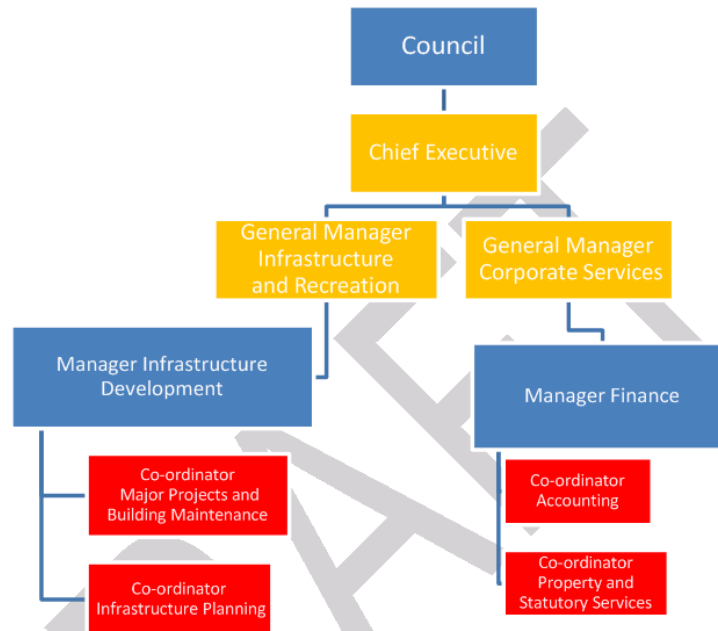 Council
Chief Executive
General Manager
Infrastructure
and Recreation
General Manager
Corporate Services
Manager Infrastructure
Development
Manager Finance
Co-ordinator
Major Projects and
Building Maintenance
Co-ordinator
Accounting
Co-ordinator
Infrastructure Planning
Co-ordinator
Property and
Statutory Services